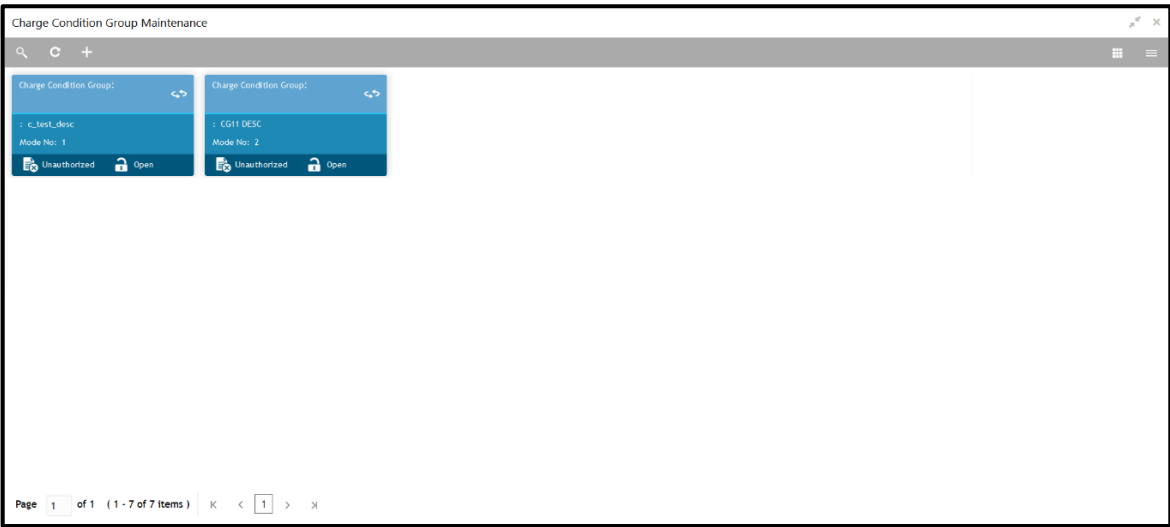 Charge Condition Group Maintenance
Charge Condition Group:
: c_test_desc
Mode No: 1
Unauthorized Open
Charge Condition Group:
: CG11 DESC
Mode No: 2
Unauthorized Open
Page 1 of 1 ( 1 - 7 of 7 items ) 1